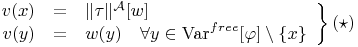 v(x) = ‖τ‖^𝒜[w]
v(y) = w(y) ∀y ∈ Var^{free}[φ] \ {x} } (⋆)